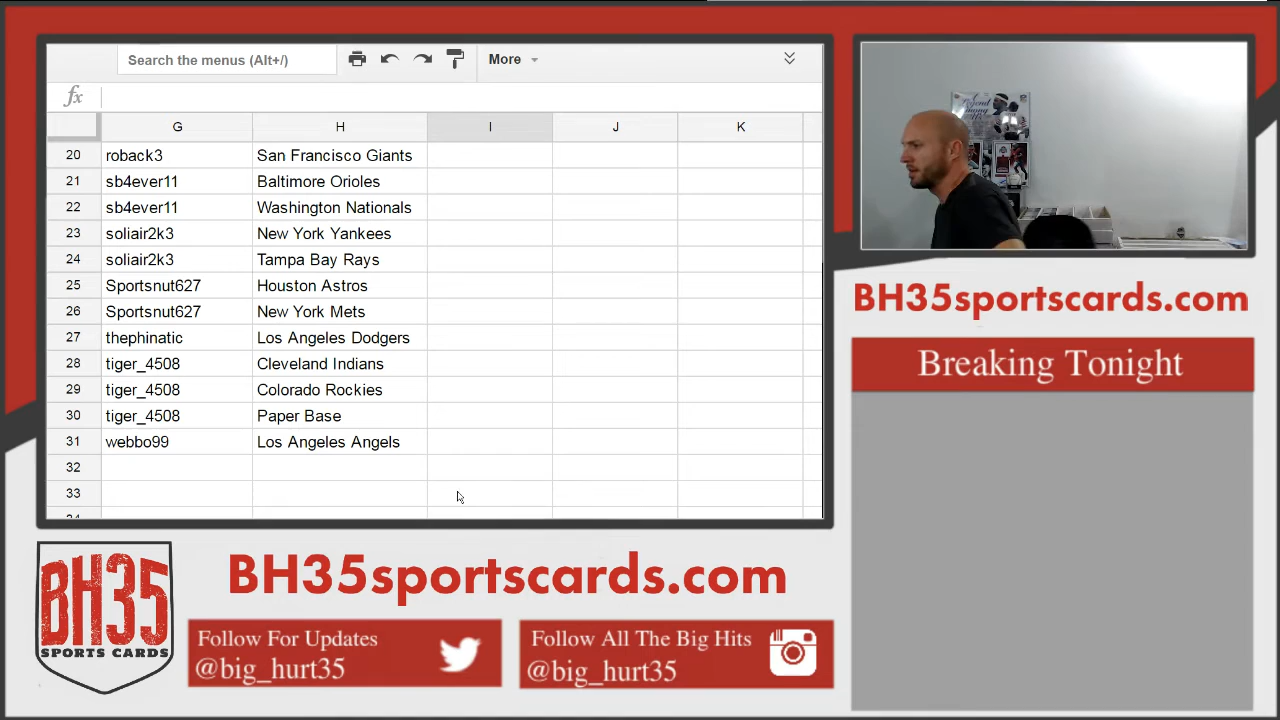 Search the menus (Alt+/)
More
fx
G H I J K
20 roback3 San Francisco Giants
21 sb4ever11 Baltimore Orioles
22 sb4ever11 Washington Nationals
23 soliair2k3 New York Yankees
24 soliair2k3 Tampa Bay Rays
25 Sportsnut627 Houston Astros
26 Sportsnut627 New York Mets
27 thephinatic Los Angeles Dodgers
28 tiger_4508 Cleveland Indians
29 tiger_4508 Colorado Rockies
30 tiger_4508 Paper Base
31 webbo99 Los Angeles Angels
32
33
BH35sportscards.com
Breaking Tonight
BH35
SPORTS CARDS
BH35sportscards.com
Follow For Updates
@big_hurt35
Follow All The Big Hits
@big_hurt35